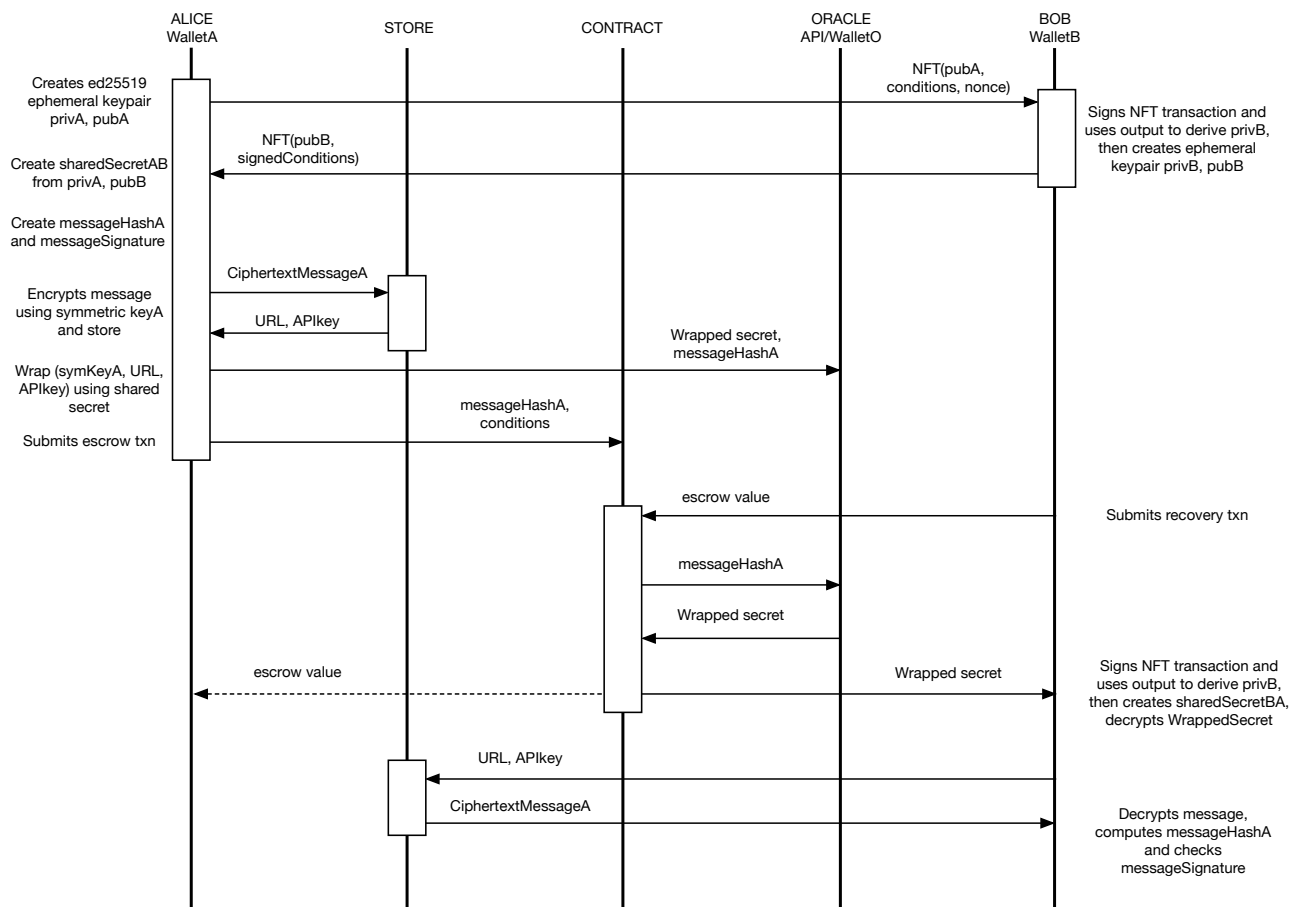 ALICE
WalletA
STORE
CONTRACT
ORACLE
API/WalletO
BOB
WalletB
Creates ed25519
ephemeral keypair
privA, pubA
NFT(pubA,
conditions, nonce)
Signs NFT transaction and
uses output to derive privB,
then creates ephemeral
keypair privB, pubB
NFT(pubB,
signedConditions)
Create sharedSecretAB
from privA, pubB
Create messageHashA
and messageSignature
CiphertextMessageA
Encrypts message
using symmetric keyA
and store
URL, APIkey
Wrapped secret,
messageHashA
Wrap (symKeyA, URL,
APIkey) using shared
secret
messageHashA,
conditions
Submits escrow txn
escrow value
Submits recovery txn
messageHashA
Wrapped secret
escrow value
Wrapped secret
Signs NFT transaction and
uses output to derive privB,
then creates sharedSecretBA,
decrypts WrappedSecret
URL, APIkey
CiphertextMessageA
Decrypts message,
computes messageHashA
and checks
messageSignature